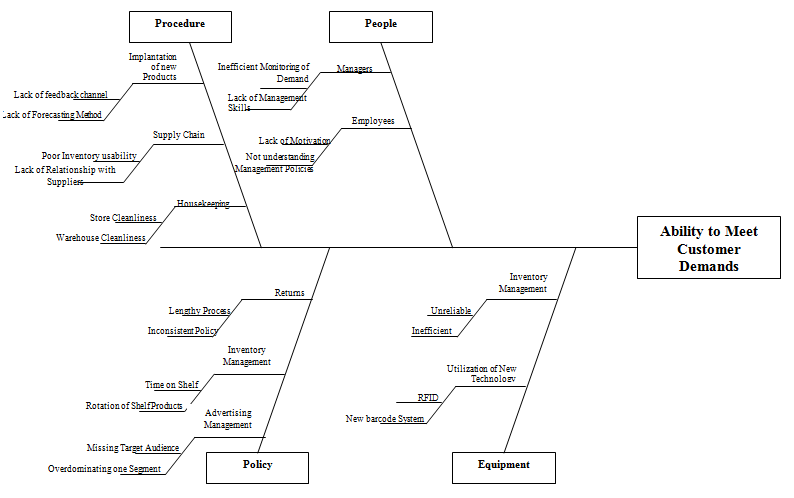 Procedure
People
Implantation
of new
Products
Lack of feedback channel
Lack of Forecasting Method
Inefficient Monitoring of
Demand
Managers
Lack of Management
Skills
Supply Chain
Poor Inventory usability
Lack of Relationship with
Suppliers
Employees
Lack of Motivation
Not understanding
Management Policies
Housekeeping
Store Cleanliness
Warehouse Cleanliness
Ability to Meet
Customer
Demands
Returns
Lengthy Process
Inconsistent Policy
Inventory
Management
Unreliable
Inefficient
Inventory
Management
Time on Shelf
Rotation of Shelf Products
Utilization of New
Technology
RFID
New barcode System
Advertising
Management
Missing Target Audience
Overdominating one Segment
Policy
Equipment